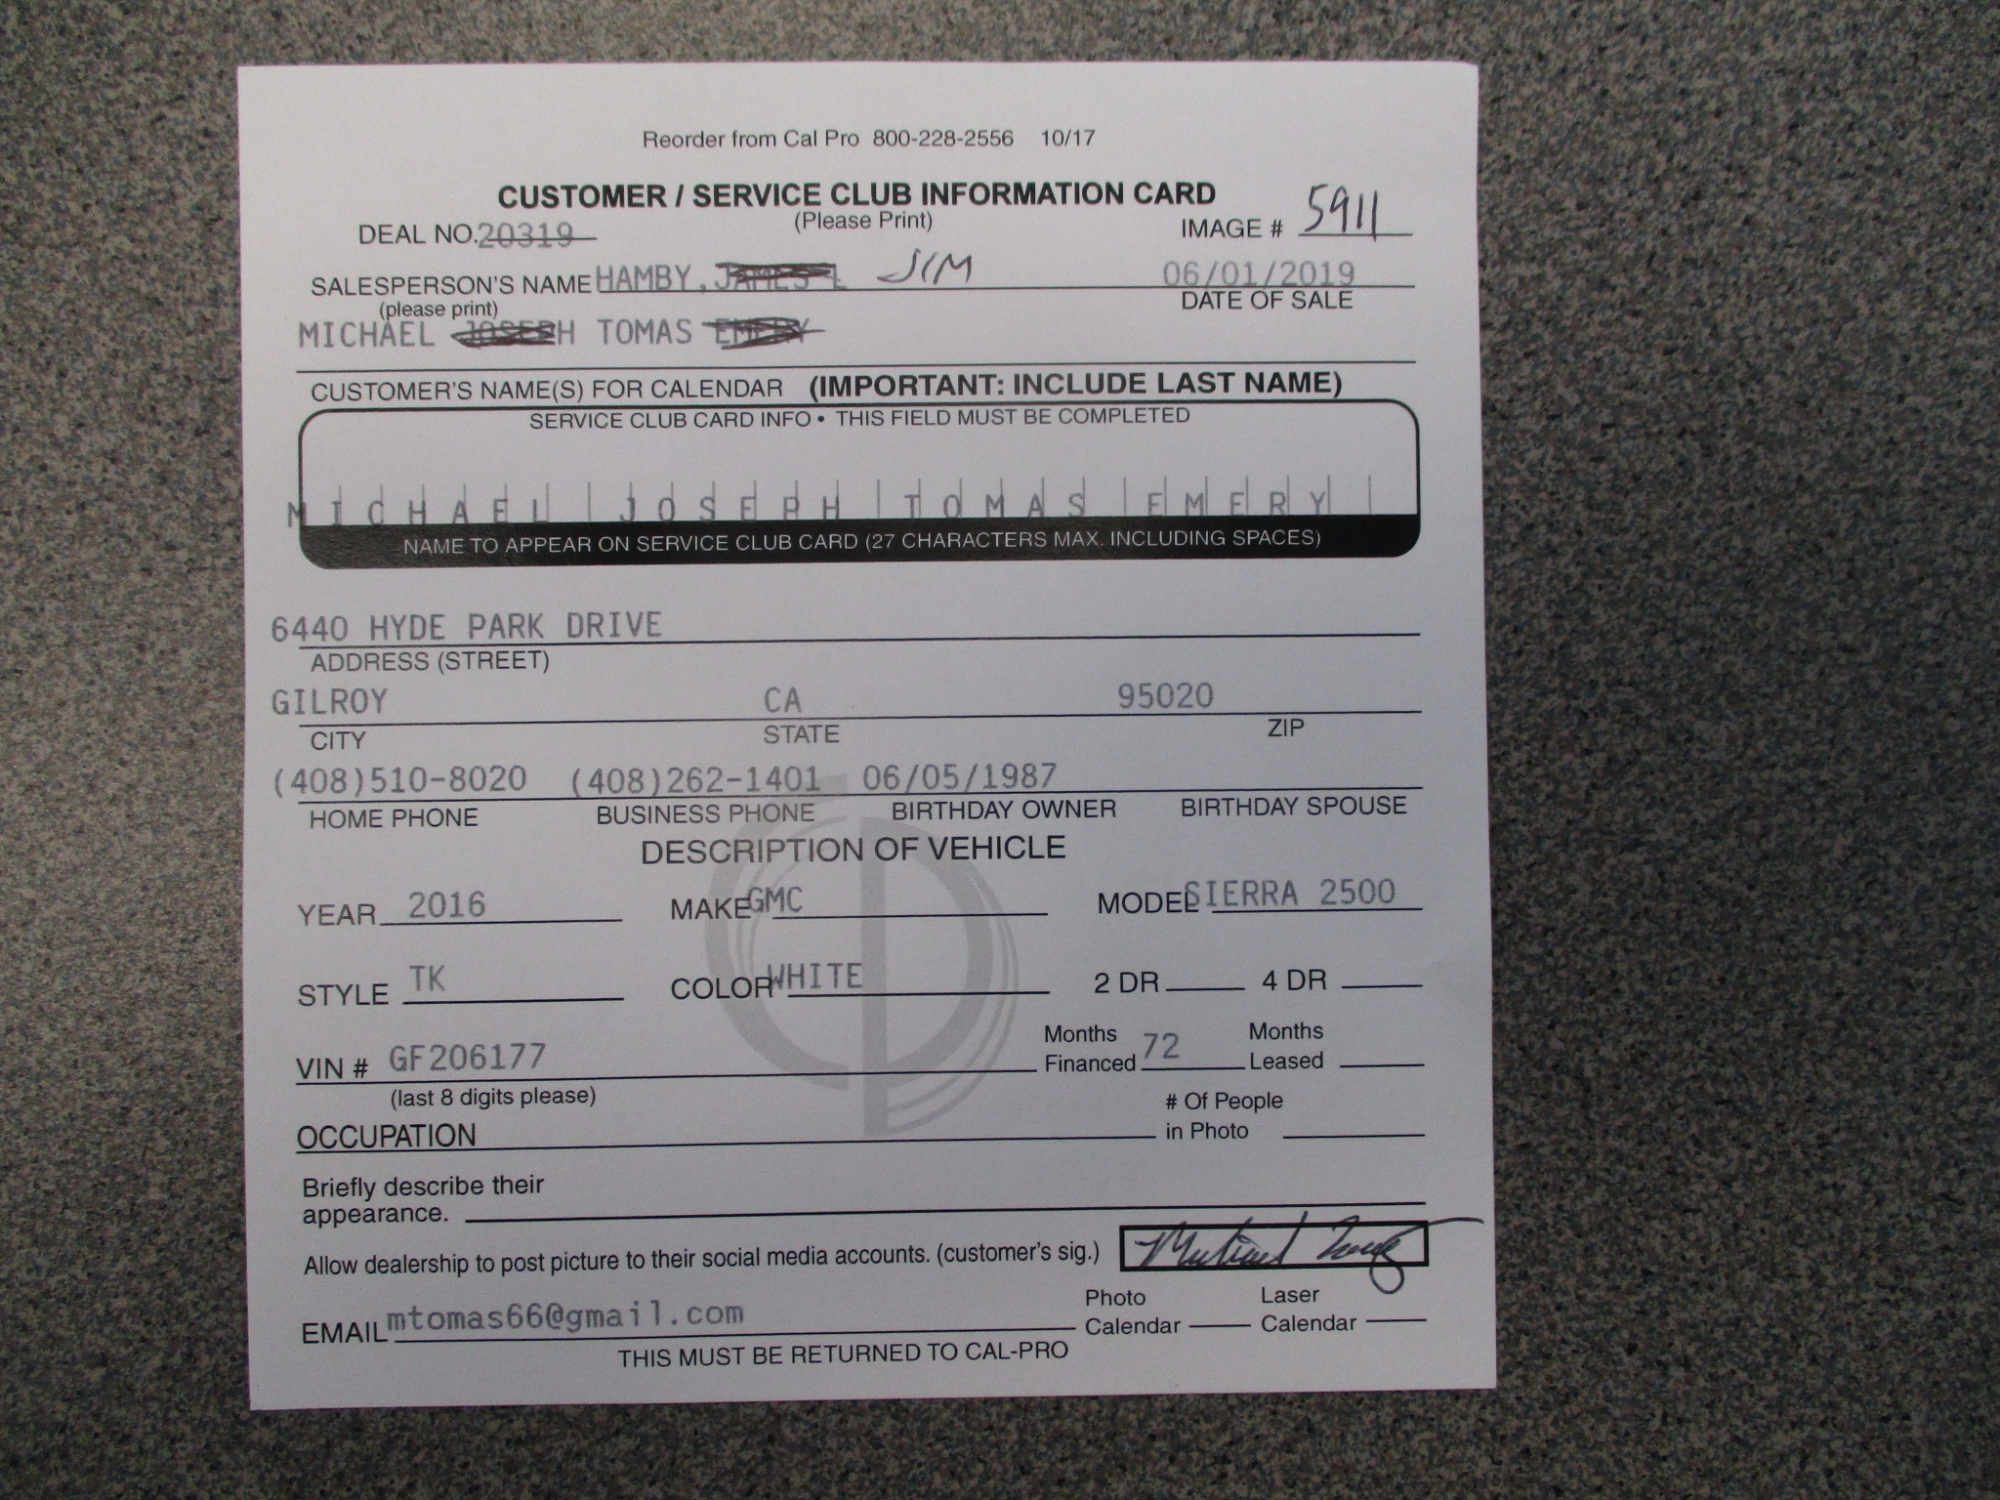 Reorder from Cal Pro 800-228-2556 10/17
CUSTOMER / SERVICE CLUB INFORMATION CARD
(Please Print)
DEAL NO. 20319
IMAGE # 5911
SALESPERSON'S NAME HAMBY, JAMES L JIM
(please print)
06/01/2019
DATE OF SALE
MICHAEL JOSEPH TOMAS EMERY
CUSTOMER'S NAME(S) FOR CALENDAR (IMPORTANT: INCLUDE LAST NAME)
SERVICE CLUB CARD INFO • THIS FIELD MUST BE COMPLETED
MICHAEL JOSEPH TOMAS EMERY
NAME TO APPEAR ON SERVICE CLUB CARD (27 CHARACTERS MAX. INCLUDING SPACES)
6440 HYDE PARK DRIVE
ADDRESS (STREET)
GILROY CA 95020
CITY STATE ZIP
(408)510-8020 (408)262-1401 06/05/1987
HOME PHONE BUSINESS PHONE BIRTHDAY OWNER BIRTHDAY SPOUSE
DESCRIPTION OF VEHICLE
YEAR 2016 MAKE GMC MODEL SIERRA 2500
STYLE TK COLOR WHITE 2 DR 4 DR
VIN # GF206177 Months Financed 72 Months Leased
(last 8 digits please)
OCCUPATION # Of People in Photo
Briefly describe their
appearance.
Allow dealership to post picture to their social media accounts. (customer's sig.)
EMAIL mtomas66@gmail.com Photo Calendar Laser Calendar
THIS MUST BE RETURNED TO CAL-PRO